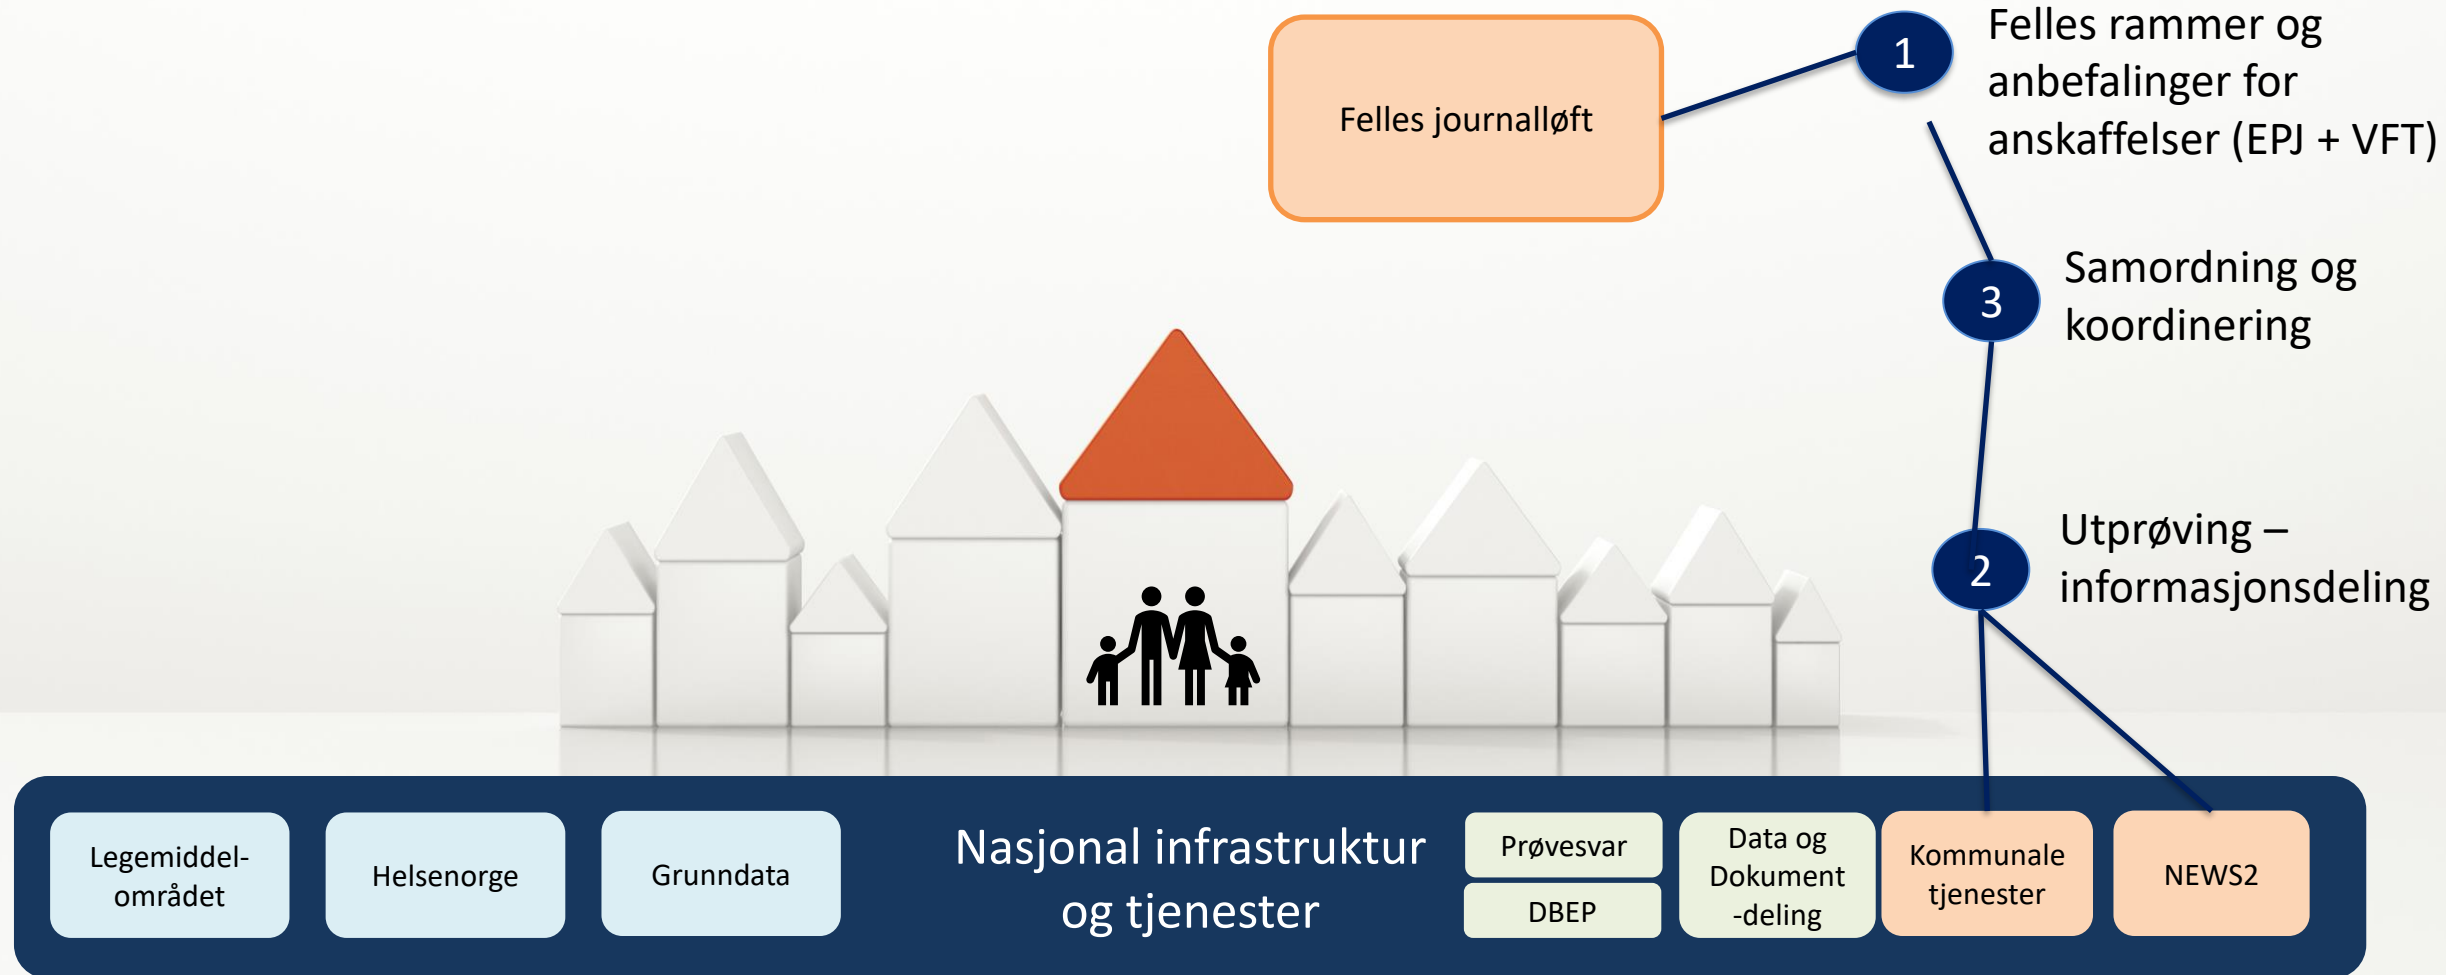 Felles journalløft
1
Felles rammer og
anbefalinger for
anskaffelser (EPJ + VFT)
3
Samordning og
koordinering
2
Utprøving –
informasjonsdeling
Legemiddel-
området
Helsenorge
Grunndata
Nasjonal infrastruktur
og tjenester
Prøvesvar
DBEP
Data og
Dokument
-deling
Kommunale
tjenester
NEWS2